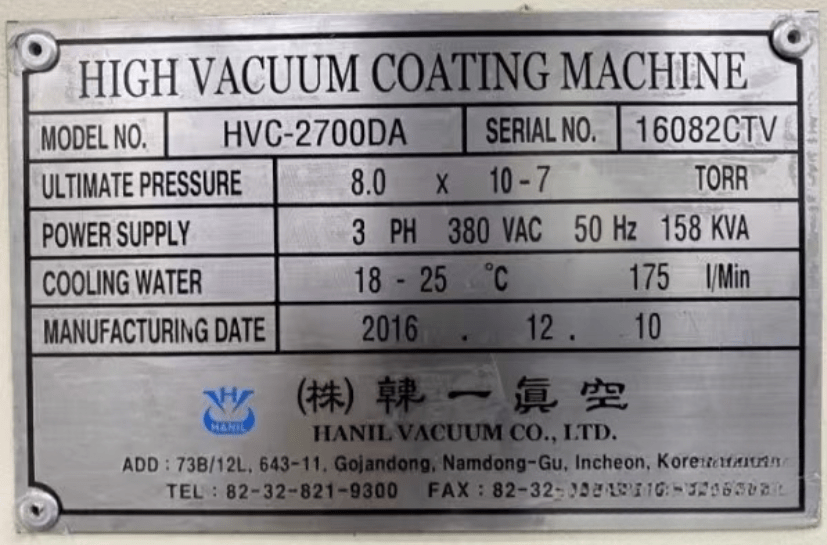 HIGH VACUUM COATING MACHINE
MODEL NO. HVC-2700DA SERIAL NO. 16082CTV
ULTIMATE PRESSURE 8.0 x 10-7 TORR
POWER SUPPLY 3 PH 380 VAC 50 Hz 158 KVA
COOLING WATER 18 - 25 °C 175 l/Min
MANUFACTURING DATE 2016 . 12 . 10
HANIL (株) 韓一眞空
HANIL VACUUM CO., LTD.
ADD : 73B/12L, 643-11, Gojandong, Namdong-Gu, Incheon,
TEL : 82-32-821-9300 FAX : 82-32-